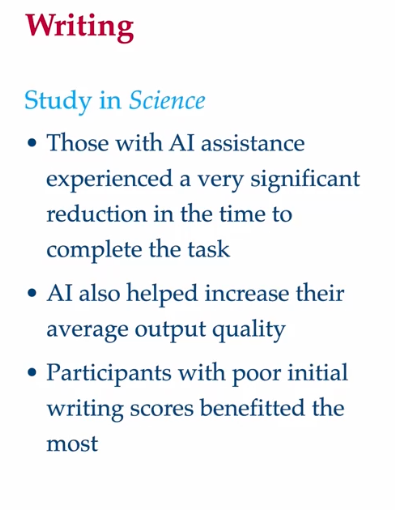 Writing
Study in Science
• Those with AI assistance
experienced a very significant
reduction in the time to
complete the task
• AI also helped increase their
average output quality
• Participants with poor initial
writing scores benefitted the
most